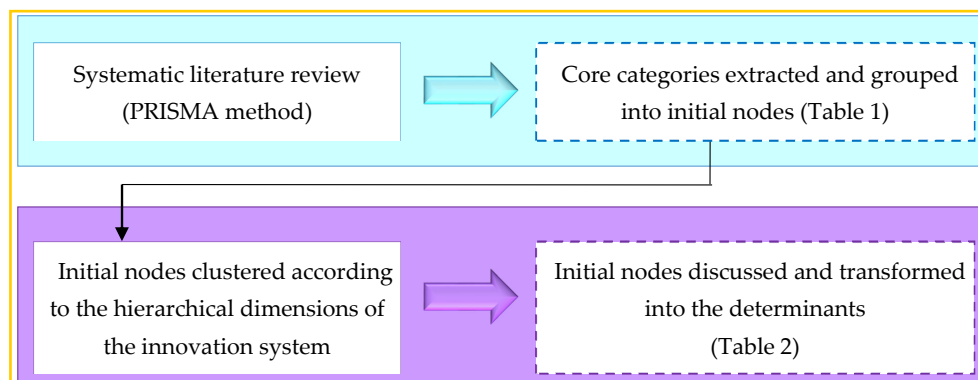 Systematic literature review
(PRISMA method)
Core categories extracted and grouped
into initial nodes (Table 1)
Initial nodes clustered according
to the hierarchical dimensions of
the innovation system
Initial nodes discussed and transformed
into the determinants
(Table 2)